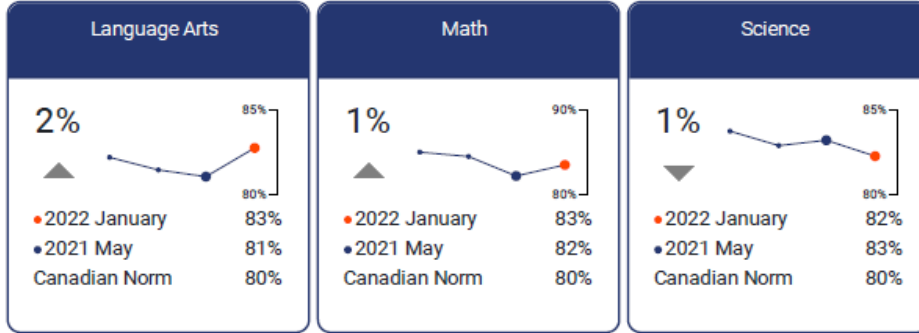 Language Arts
2%
85%
80%
2022 January 83%
2021 May 81%
Canadian Norm 80%
Math
1%
90%
80%
2022 January 83%
2021 May 82%
Canadian Norm 80%
Science
1%
85%
80%
2022 January 82%
2021 May 83%
Canadian Norm 80%